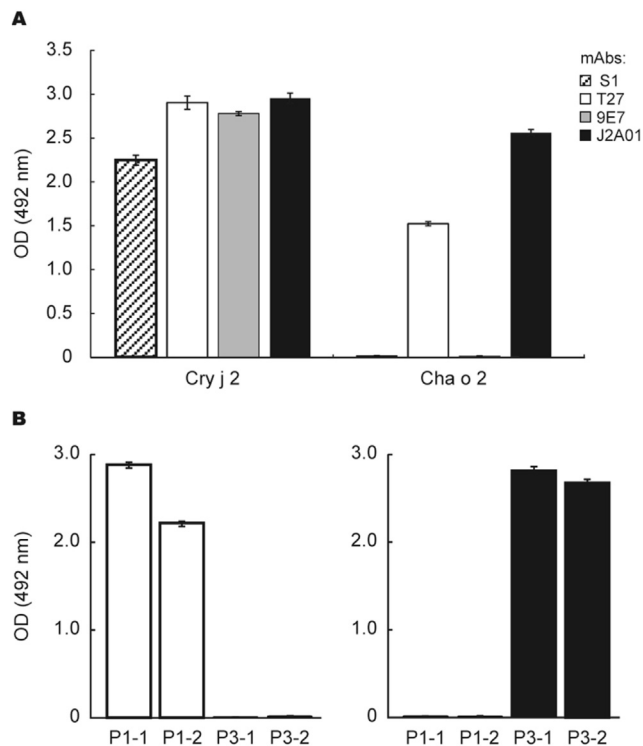 A
OD (492 nm)
3.5
3.0
2.5
2.0
1.5
1.0
0.5
0
mAbs:
S1
T27
9E7
J2A01
Cry j 2
Cha o 2
B
OD (492 nm)
3.0
2.0
1.0
0
P1-1 P1-2 P3-1 P3-2
3.0
2.0
1.0
0
P1-1 P1-2 P3-1 P3-2